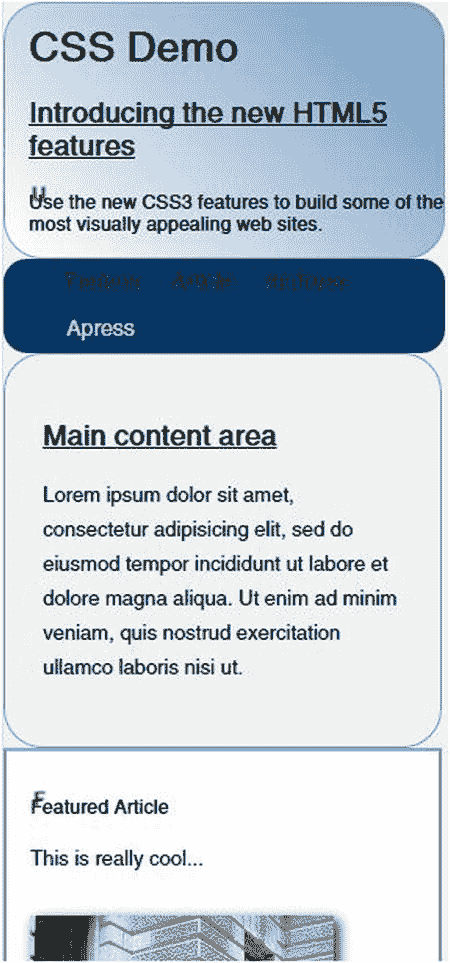 CSS Demo
Introducing the new HTML5
features
Use the new CSS3 features to build some of the
most visually appealing web sites.
Apress
Main content area
Lorem ipsum dolor sit amet,
consectetur adipisicing elit, sed do
eiusmod tempor incididunt ut labore et
dolore magna aliqua. Ut enim ad minim
veniam, quis nostrud exercitation
ullamco laboris nisi ut.
Featured Article
This is really cool...